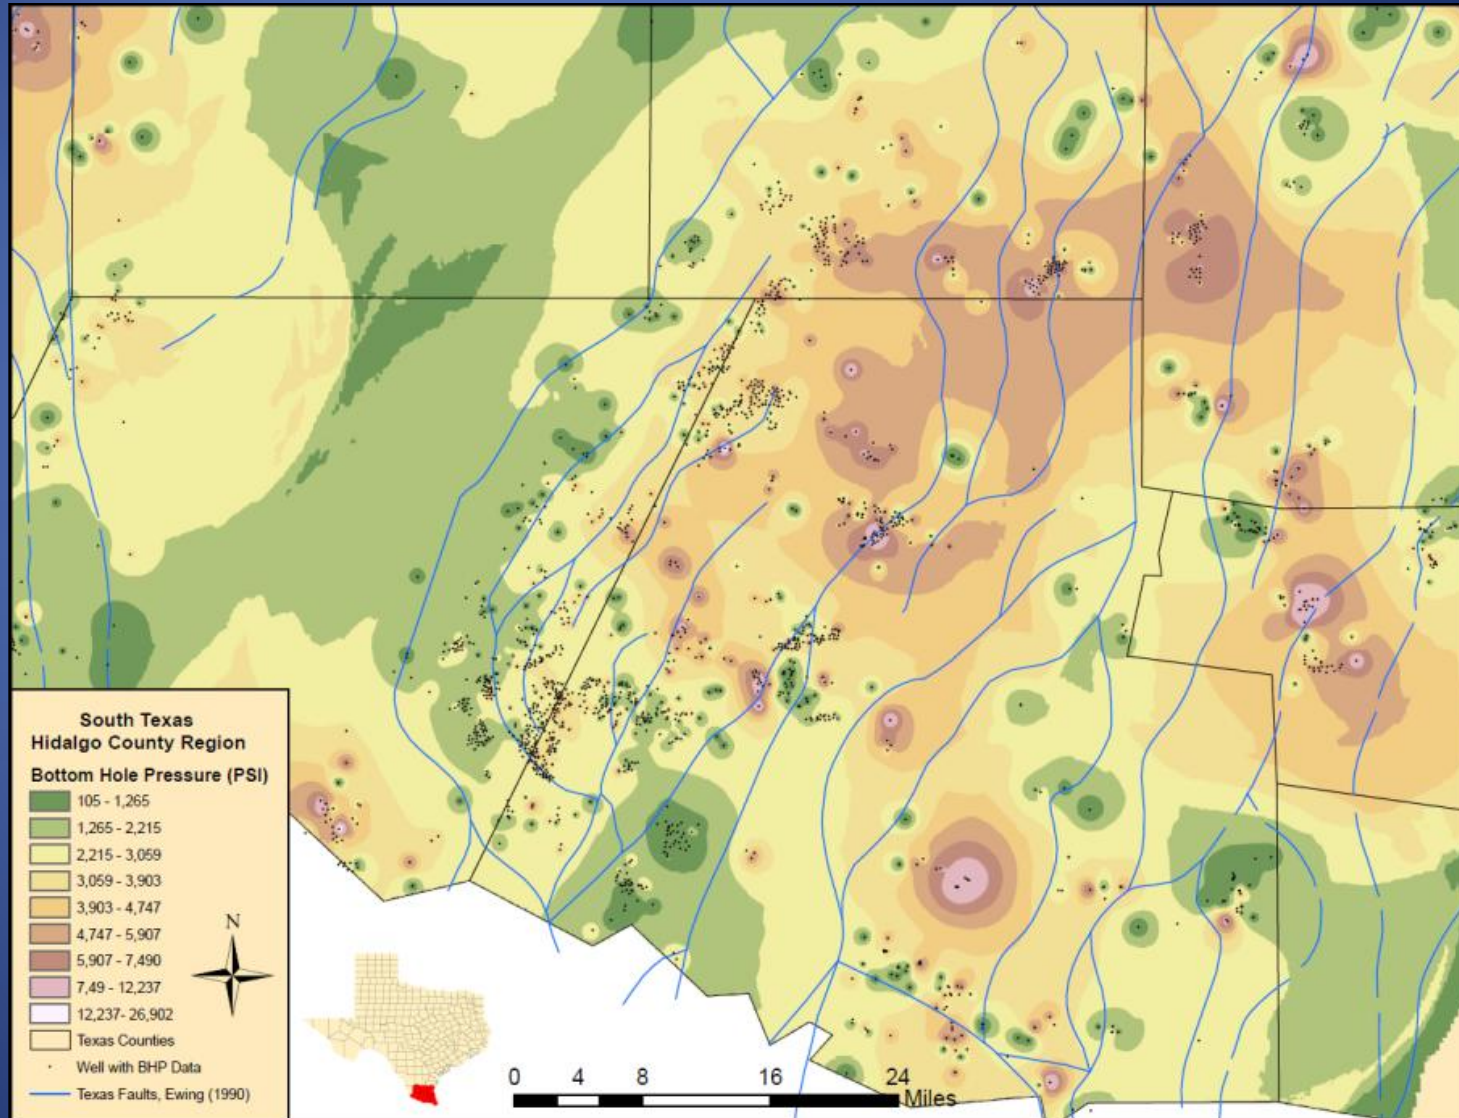 South Texas
Hidalgo County Region
Bottom Hole Pressure (PSI)
105 - 1,265
1,265 - 2,215
2,215 - 3,059
3,059 - 3,903
3,903 - 4,747
4,747 - 5,907
5,907 - 7,490
7,49 - 12,237
12,237- 26,902
Texas Counties
Well with BHP Data
Texas Faults, Ewing (1990)
N
0 4 8 16 24
Miles